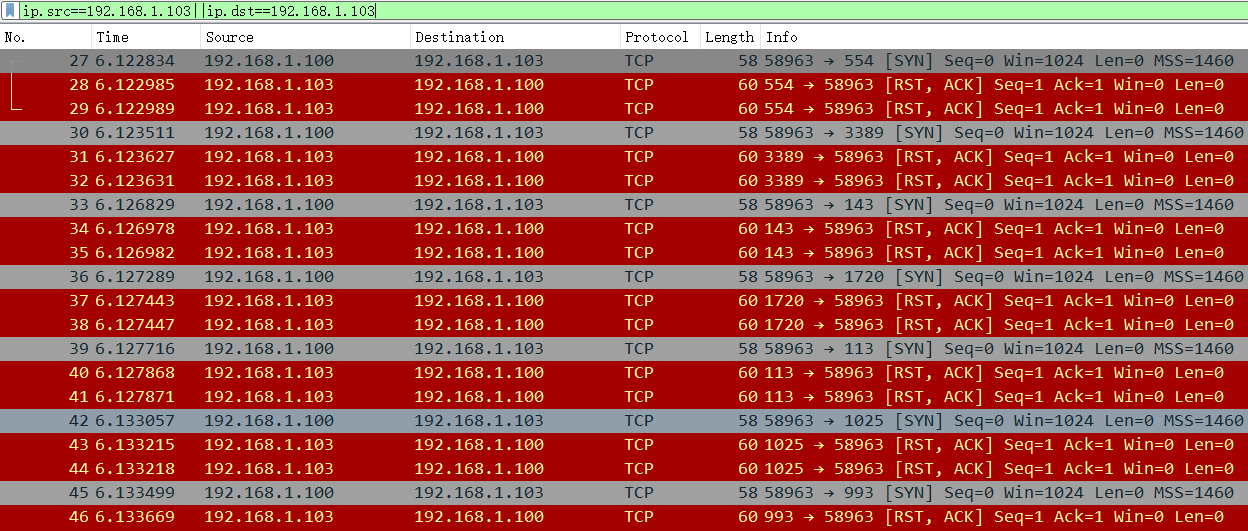 ip.src==192.168.1.103||ip.dst==192.168.1.103
No. Time Source Destination Protocol Length Info
27 6.122834 192.168.1.100 192.168.1.103 TCP 58 58963 → 554 [SYN] Seq=0 Win=1024 Len=0 MSS=1460
28 6.122985 192.168.1.103 192.168.1.100 TCP 60 554 → 58963 [RST, ACK] Seq=1 Ack=1 Win=0 Len=0
29 6.122989 192.168.1.103 192.168.1.100 TCP 60 554 → 58963 [RST, ACK] Seq=1 Ack=1 Win=0 Len=0
30 6.123511 192.168.1.100 192.168.1.103 TCP 58 58963 → 3389 [SYN] Seq=0 Win=1024 Len=0 MSS=1460
31 6.123627 192.168.1.103 192.168.1.100 TCP 60 3389 → 58963 [RST, ACK] Seq=1 Ack=1 Win=0 Len=0
32 6.123631 192.168.1.103 192.168.1.100 TCP 60 3389 → 58963 [RST, ACK] Seq=1 Ack=1 Win=0 Len=0
33 6.126829 192.168.1.100 192.168.1.103 TCP 58 58963 → 143 [SYN] Seq=0 Win=1024 Len=0 MSS=1460
34 6.126978 192.168.1.103 192.168.1.100 TCP 60 143 → 58963 [RST, ACK] Seq=1 Ack=1 Win=0 Len=0
35 6.126982 192.168.1.103 192.168.1.100 TCP 60 143 → 58963 [RST, ACK] Seq=1 Ack=1 Win=0 Len=0
36 6.127289 192.168.1.100 192.168.1.103 TCP 58 58963 → 1720 [SYN] Seq=0 Win=1024 Len=0 MSS=1460
37 6.127443 192.168.1.103 192.168.1.100 TCP 60 1720 → 58963 [RST, ACK] Seq=1 Ack=1 Win=0 Len=0
38 6.127447 192.168.1.103 192.168.1.100 TCP 60 1720 → 58963 [RST, ACK] Seq=1 Ack=1 Win=0 Len=0
39 6.127716 192.168.1.100 192.168.1.103 TCP 58 58963 → 113 [SYN] Seq=0 Win=1024 Len=0 MSS=1460
40 6.127868 192.168.1.103 192.168.1.100 TCP 60 113 → 58963 [RST, ACK] Seq=1 Ack=1 Win=0 Len=0
41 6.127871 192.168.1.103 192.168.1.100 TCP 60 113 → 58963 [RST, ACK] Seq=1 Ack=1 Win=0 Len=0
42 6.133057 192.168.1.100 192.168.1.103 TCP 58 58963 → 1025 [SYN] Seq=0 Win=1024 Len=0 MSS=1460
43 6.133215 192.168.1.103 192.168.1.100 TCP 60 1025 → 58963 [RST, ACK] Seq=1 Ack=1 Win=0 Len=0
44 6.133218 192.168.1.103 192.168.1.100 TCP 60 1025 → 58963 [RST, ACK] Seq=1 Ack=1 Win=0 Len=0
45 6.133499 192.168.1.100 192.168.1.103 TCP 58 58963 → 993 [SYN] Seq=0 Win=1024 Len=0 MSS=1460
46 6.133669 192.168.1.103 192.168.1.100 TCP 60 993 → 58963 [RST, ACK] Seq=1 Ack=1 Win=0 Len=0